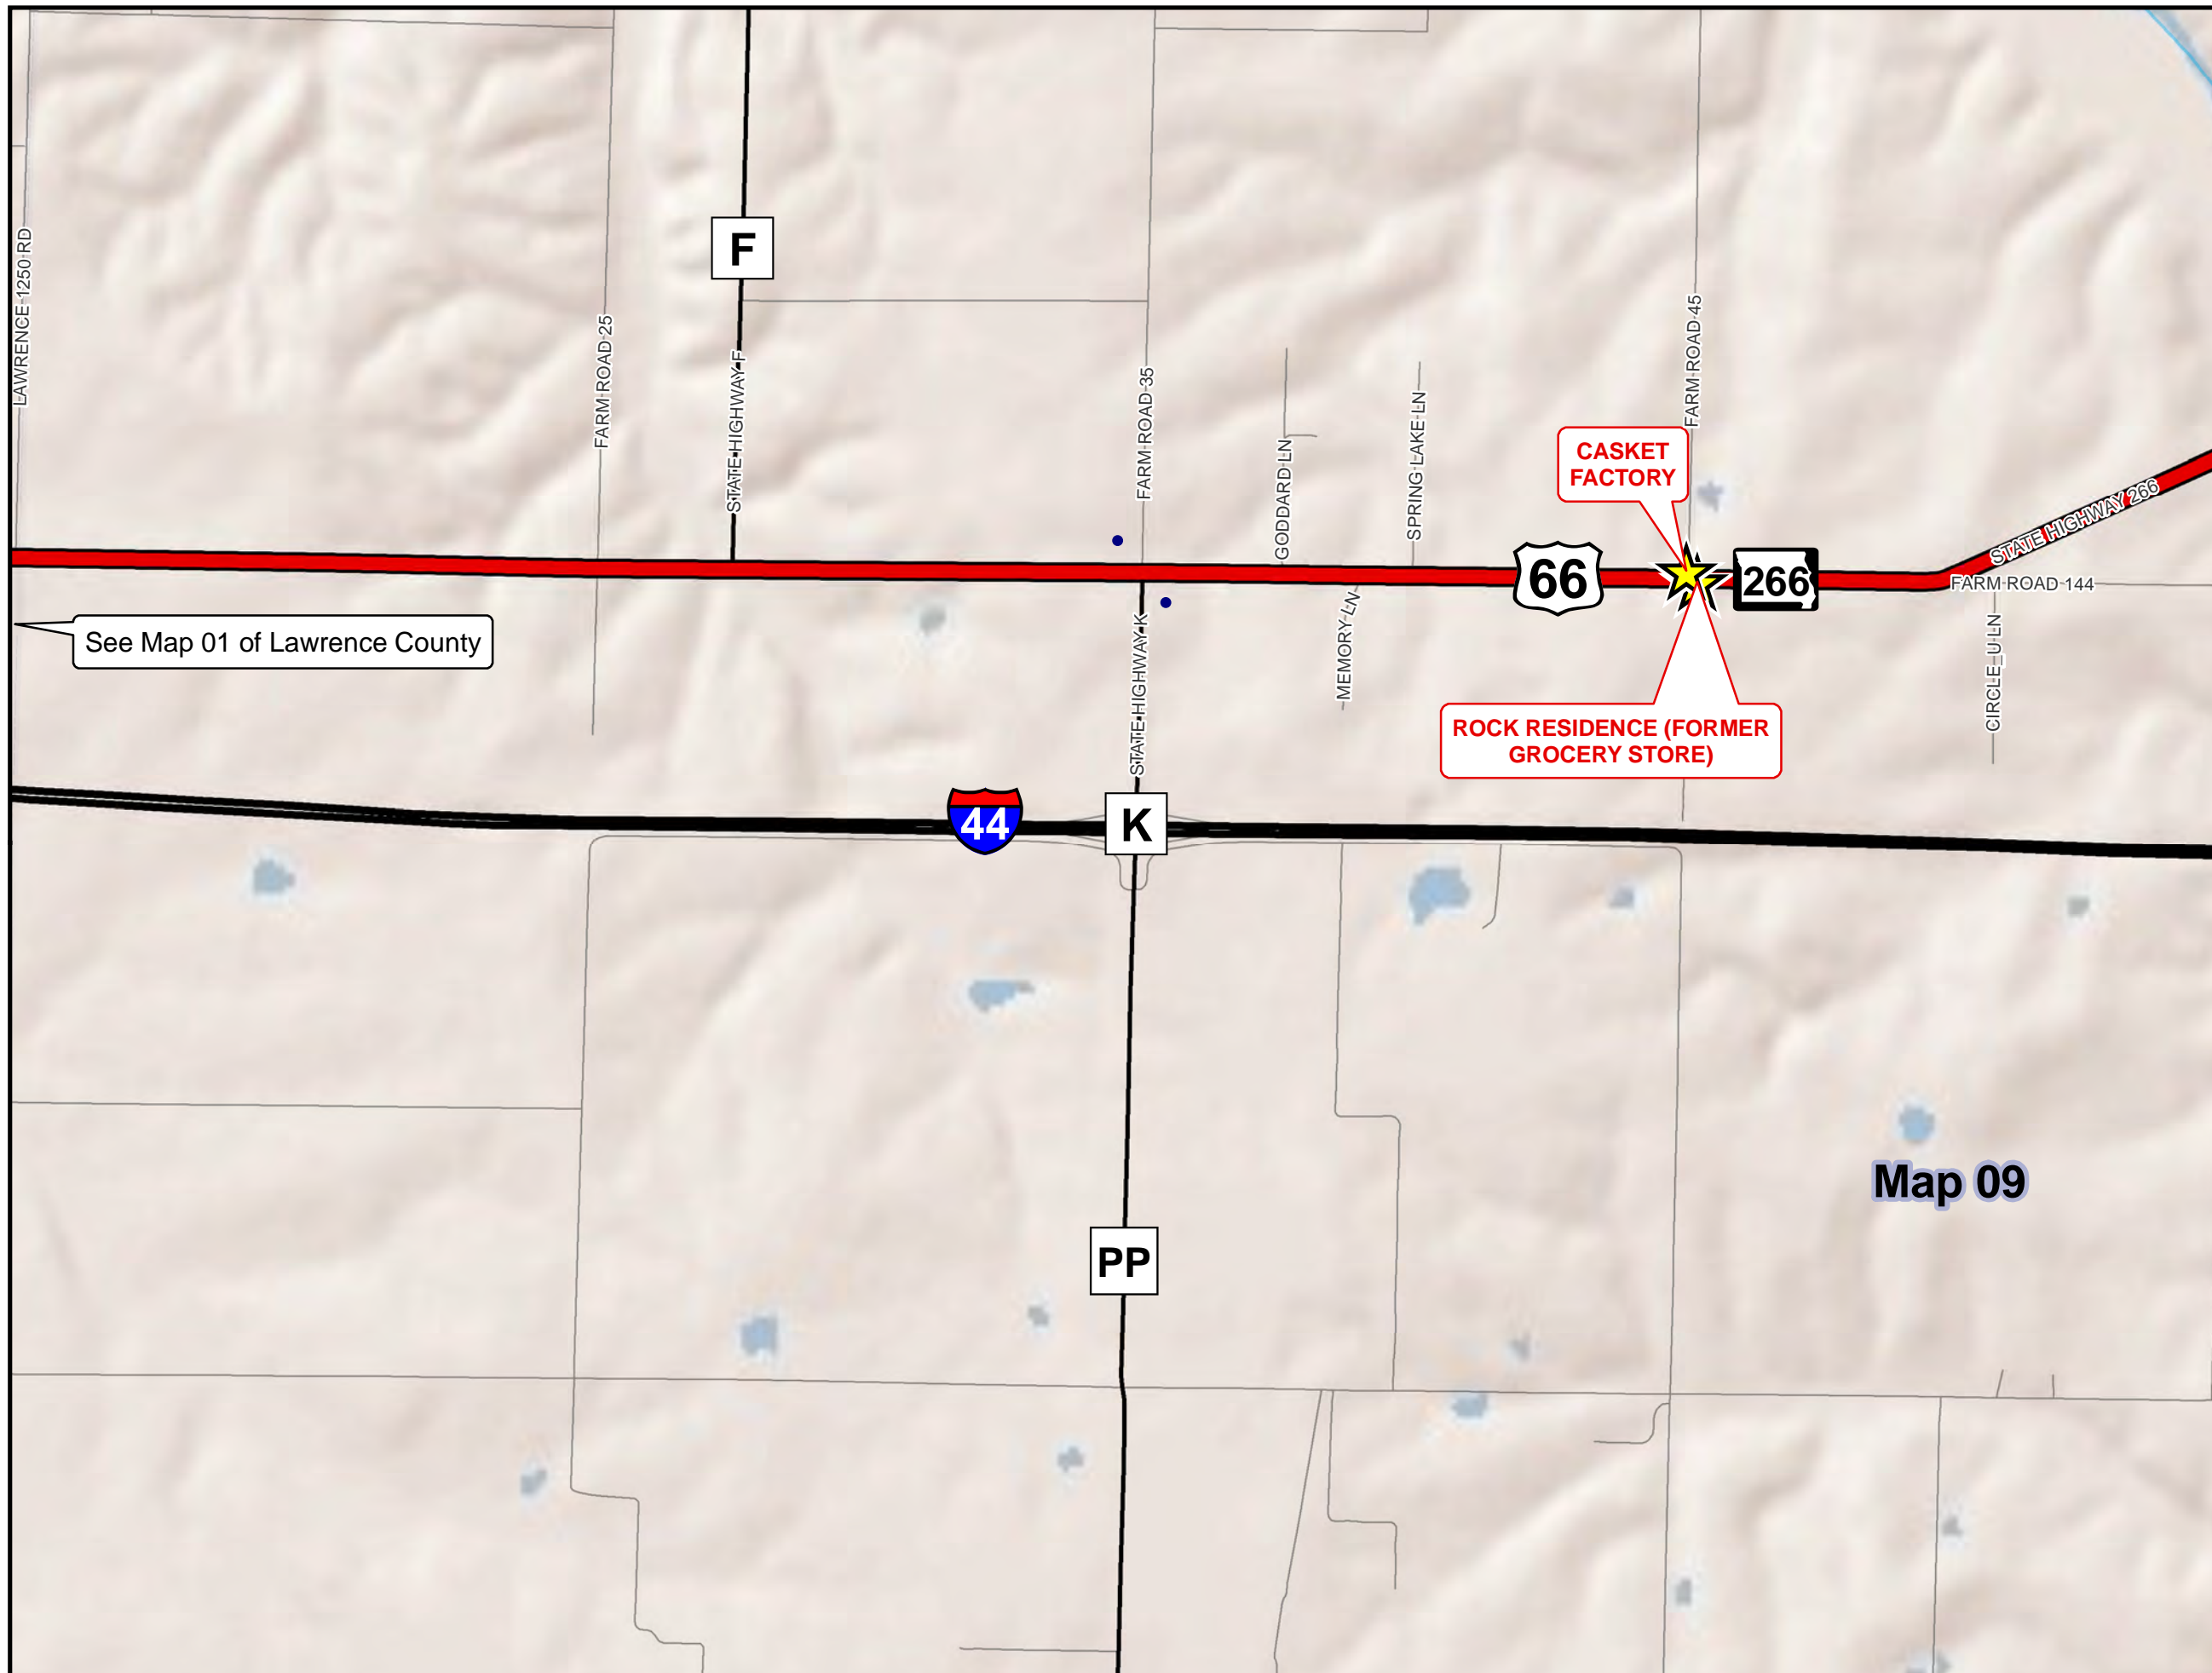 F
LAWRENCE 1250 RD
FARM ROAD 25
STATE HIGHWAY F
FARM ROAD 35
GODDARD LN
SPRING LAKE LN
FARM ROAD 45
CASKET
FACTORY
STATE HIGHWAY 266
66
266
FARM ROAD 144
See Map 01 of Lawrence County
STATE HIGHWAY K
MEMORY LN
CIRCLE U LN
ROCK RESIDENCE (FORMER
GROCERY STORE)
44
K
Map 09
PP